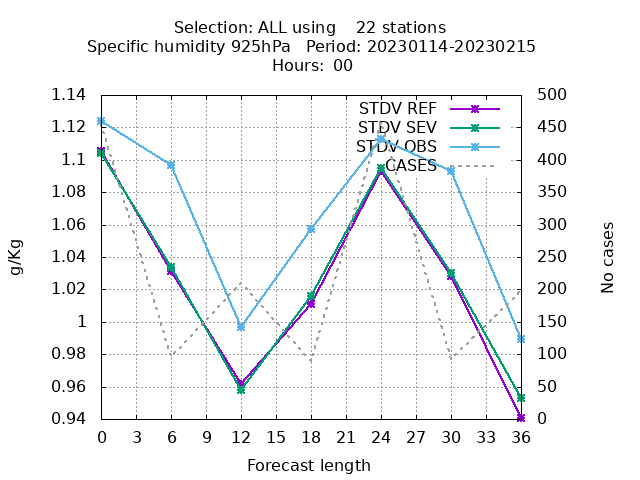 Selection: ALL using 22 stations
Specific humidity 925hPa Period: 20230114-20230215
Hours: 00
1.14
1.12
1.1
1.08
1.06
1.04
1.02
1
0.98
0.96
0.94
g/Kg
STDV REF
STDV SEV
STDV OBS
CASES
500
450
400
350
300
250
200
150
100
50
0
No cases
0 3 6 9 12 15 18 21 24 27 30 33 36
Forecast length